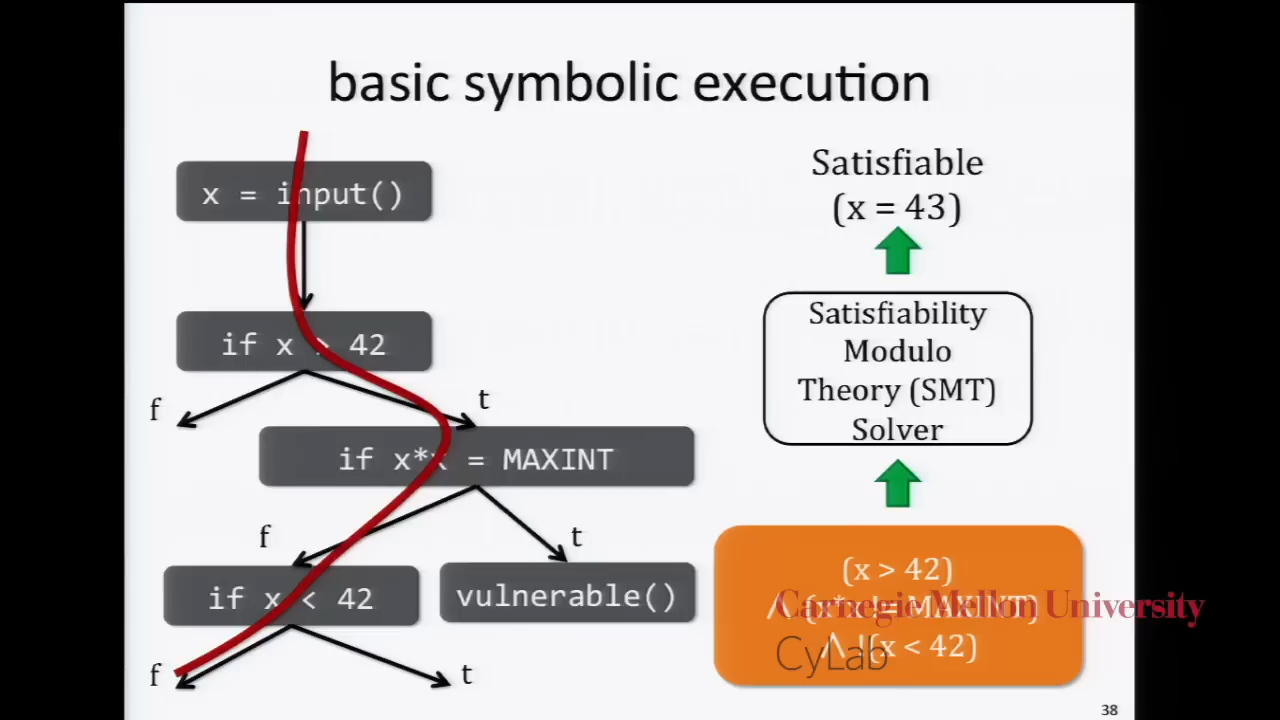 basic symbolic execution
x = input()
if x > 42
f
t
if x*x = MAXINT
f
t
if x < 42
vulnerable()
f
t
Satisfiable
(x = 43)
Satisfiability
Modulo
Theory (SMT)
Solver
(x > 42)
∧ (x*x != MAXINT)
∧ !(x < 42)
Carnegie Mellon University
CyLab
38